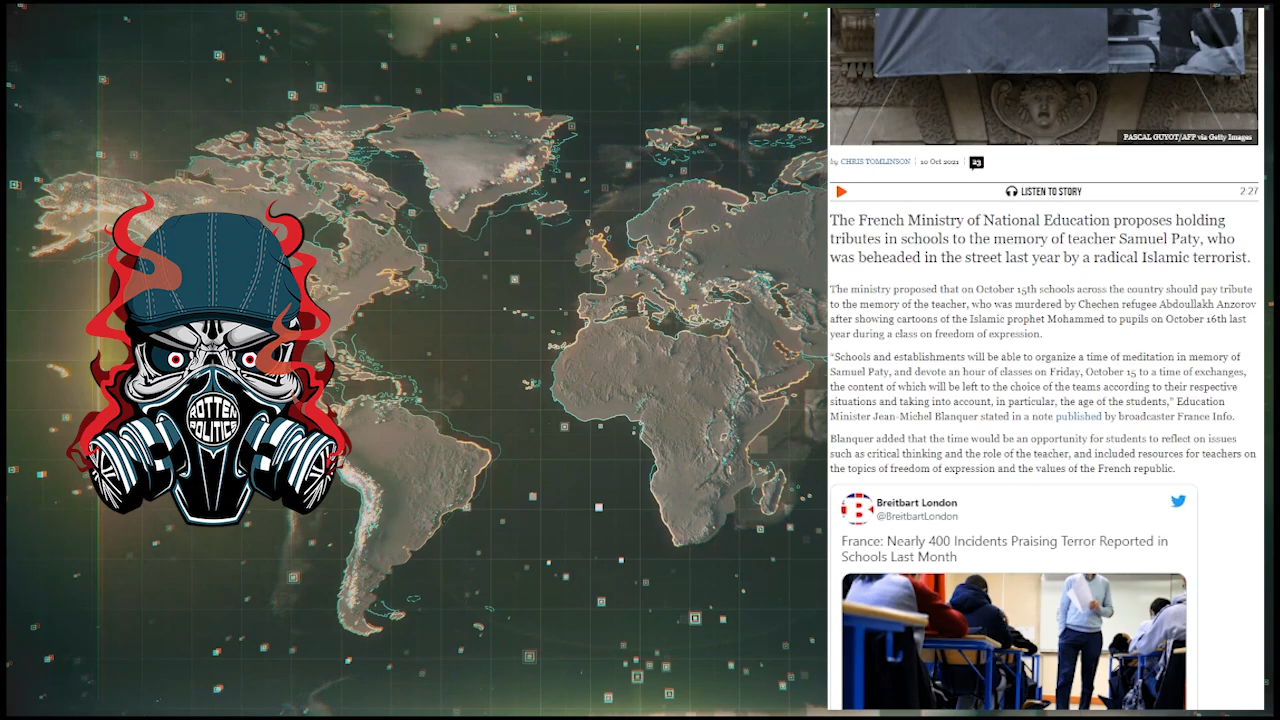 ROTTEN
POLITICS
PASCAL GUYOT/AFP via Getty Images
by CHRIS TOMLINSON | 10 Oct 2021 | 23
LISTEN TO STORY 2:27
The French Ministry of National Education proposes holding
tributes in schools to the memory of teacher Samuel Paty, who
was beheaded in the street last year by a radical Islamic terrorist.
The ministry proposed that on October 15th schools across the country should pay tribute
to the memory of the teacher, who was murdered by Chechen refugee Abdoullakh Anzorov
after showing cartoons of the Islamic prophet Mohammed to pupils on October 16th last
year during a class on freedom of expression.
“Schools and establishments will be able to organize a time of meditation in memory of
Samuel Paty, and devote an hour of classes on Friday, October 15 to a time of exchanges,
the content of which will be left to the choice of the teams according to their respective
situations and taking into account, in particular, the age of the students,” Education
Minister Jean-Michel Blanquer stated in a note published by broadcaster France Info.
Blanquer added that the time would be an opportunity for students to reflect on issues
such as critical thinking and the role of the teacher, and included resources for teachers on
the topics of freedom of expression and the values of the French republic.
Breitbart London
@BreitbartLondon
France: Nearly 400 Incidents Praising Terror Reported in
Schools Last Month